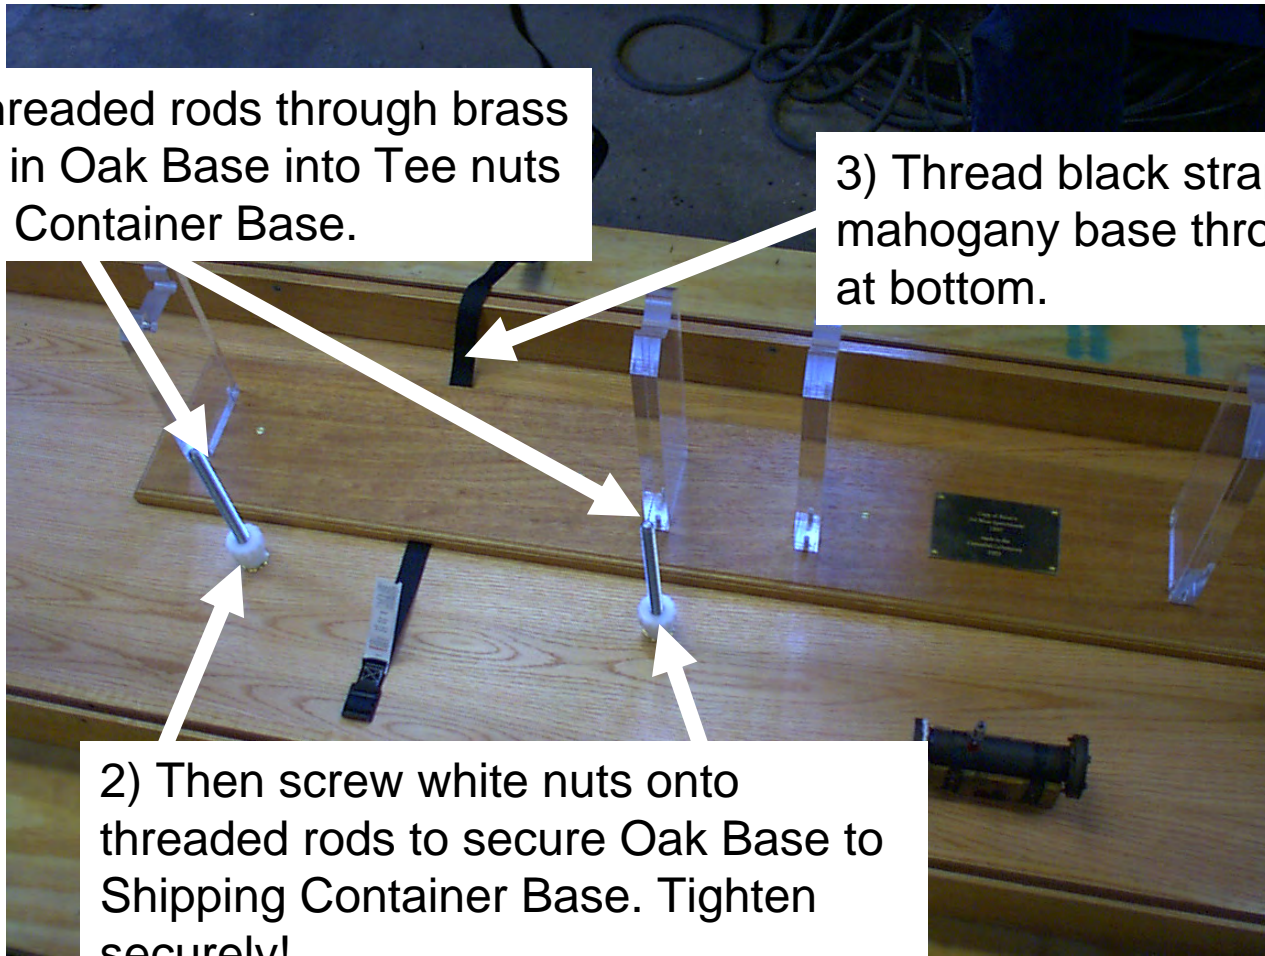 readed rods through brass
in Oak Base into Tee nuts
Container Base.
3) Thread black stra
mahogany base thro
at bottom.
2) Then screw white nuts onto
threaded rods to secure Oak Base to
Shipping Container Base. Tighten
securely!